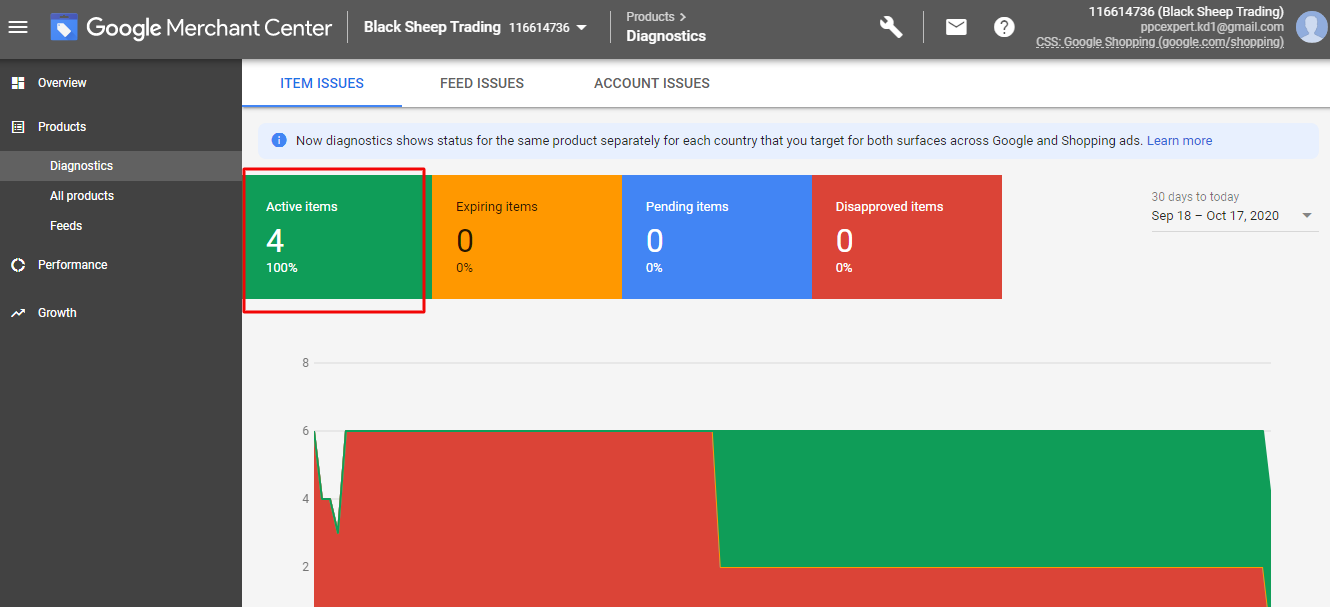 Google Merchant Center
Black Sheep Trading 116614736
Products >
Diagnostics
116614736 (Black Sheep Trading)
ppcexpert.kd1@gmail.com
CSS: Google Shopping (google.com/shopping)
Overview
Products
Diagnostics
All products
Feeds
Performance
Growth
ITEM ISSUES
FEED ISSUES
ACCOUNT ISSUES
Now diagnostics shows status for the same product separately for each country that you target for both surfaces across Google and Shopping ads. Learn more
Active items
4
100%
Expiring items
0
0%
Pending items
0
0%
Disapproved items
0
0%
30 days to today
Sep 18 – Oct 17, 2020
8
6
4
2